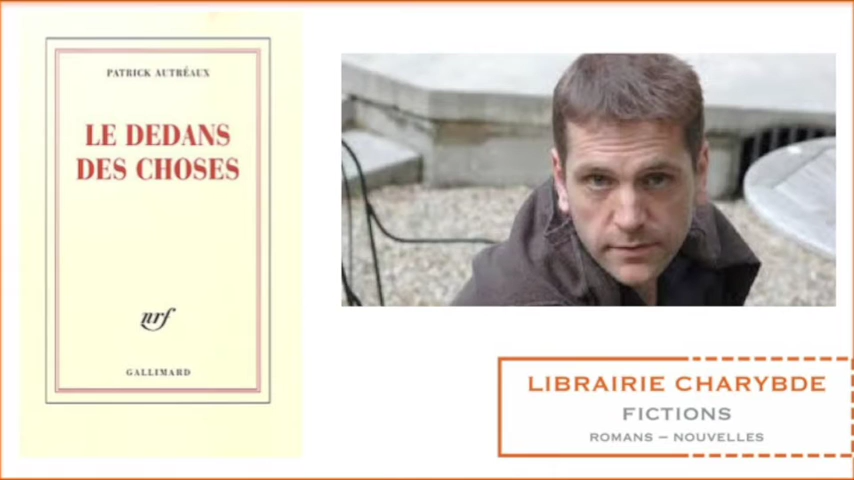 PATRICK AUTRÉAUX
LE DEDANS
DES CHOSES
nrf
GALLIMARD
LIBRAIRIE CHARYBDE
FICTIONS
ROMANS – NOUVELLES